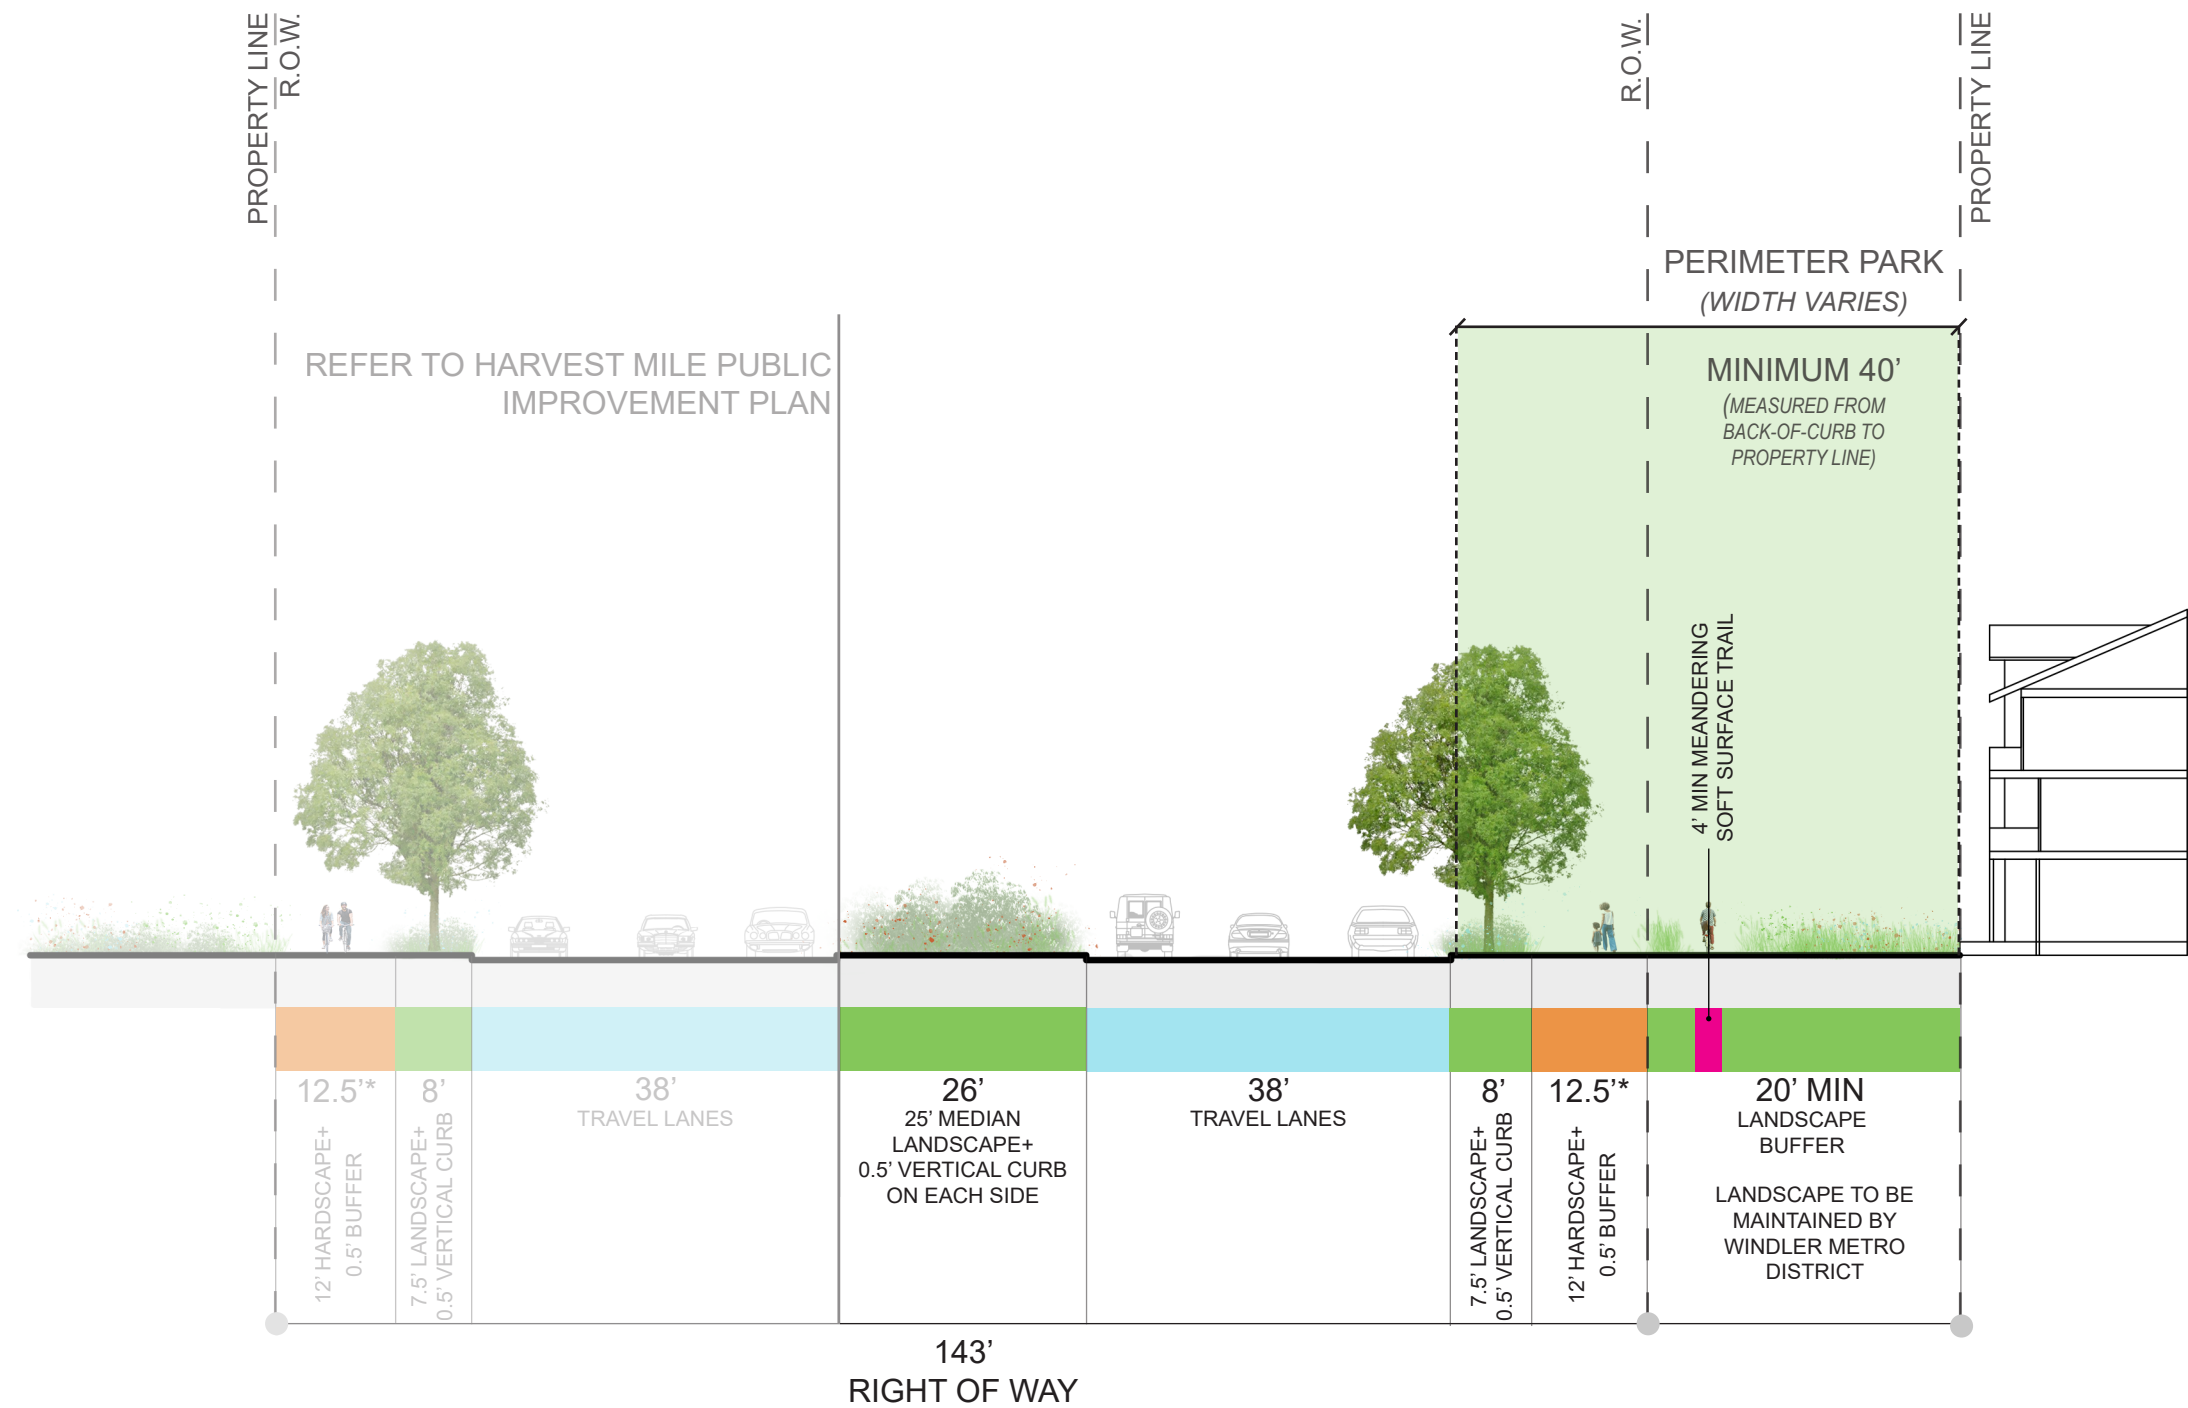 PROPERTY LINE
R.O.W.
R.O.W.
PROPERTY LINE
PERIMETER PARK
(WIDTH VARIES)
REFER TO HARVEST MILE PUBLIC
IMPROVEMENT PLAN
MINIMUM 40’
(MEASURED FROM
BACK-OF-CURB TO
PROPERTY LINE)
4’ MIN MEANDERING
SOFT SURFACE TRAIL
12.5’*
12’ HARDSCAPE+
0.5’ BUFFER
8’
7.5’ LANDSCAPE+
0.5’ VERTICAL CURB
38’
TRAVEL LANES
26’
25’ MEDIAN
LANDSCAPE+
0.5’ VERTICAL CURB
ON EACH SIDE
38’
TRAVEL LANES
8’
7.5’ LANDSCAPE+
0.5’ VERTICAL CURB
12.5’*
12’ HARDSCAPE+
0.5’ BUFFER
20’ MIN
LANDSCAPE
BUFFER
LANDSCAPE TO BE
MAINTAINED BY
WINDLER METRO
DISTRICT
143’
RIGHT OF WAY